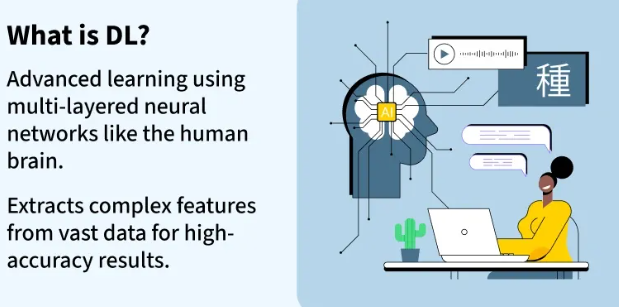 What is DL?
Advanced learning using
multi-layered neural
networks like the human
brain.
Extracts complex features
from vast data for high-
accuracy results.
AI
種